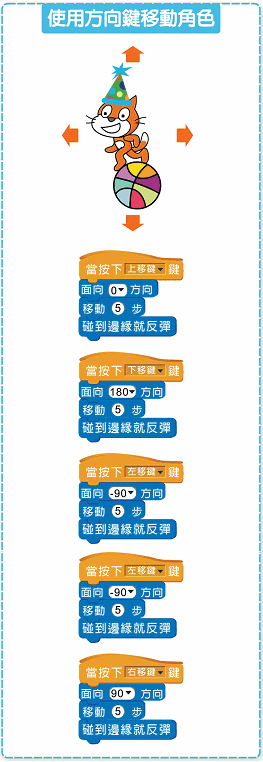 使用方向鍵移動角色
當按下 上移鍵 鍵
面向 0 方向
移動 5 步
碰到邊緣就反彈
當按下 下移鍵 鍵
面向 180 方向
移動 5 步
碰到邊緣就反彈
當按下 左移鍵 鍵
面向 -90 方向
移動 5 步
碰到邊緣就反彈
當按下 左移鍵 鍵
面向 -90 方向
移動 5 步
碰到邊緣就反彈
當按下 右移鍵 鍵
面向 90 方向
移動 5 步
碰到邊緣就反彈